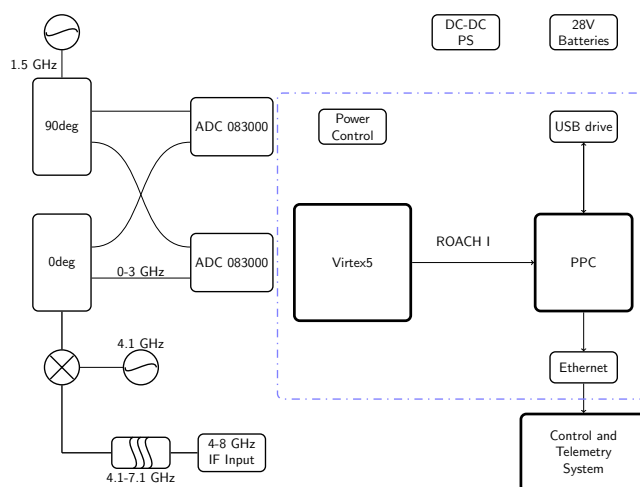 DC-DC
PS
28V
Batteries
1.5 GHz
90deg
ADC 083000
Power
Control
USB drive
0deg
0-3 GHz
ADC 083000
Virtex5
ROACH I
PPC
4.1 GHz
Ethernet
4-8 GHz
IF Input
4.1-7.1 GHz
Control and
Telemetry
System